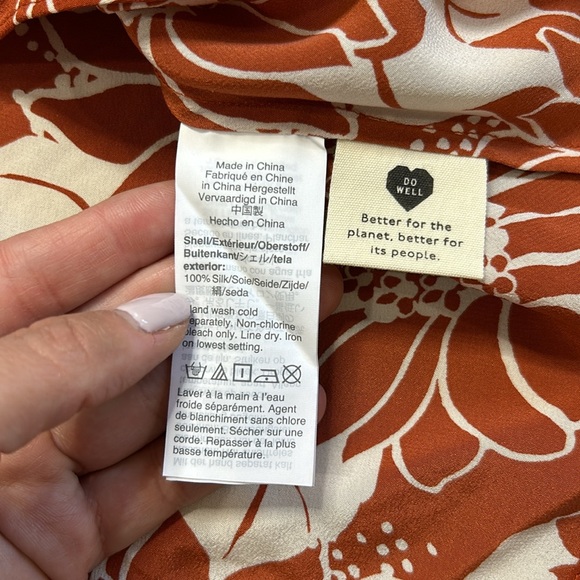 Made in China
Fabriqué en Chine
in China Hergestellt
Vervaardigd in China
中国製
Hecho en China
Shell/Extérieur/Oberstoff/
Buitenkant/シェル/tela
exterior:
100% Silk/Soie/Seide/Zijde/
絹/seda
Hand wash cold
separately. Non-chlorine
bleach only. Line dry. Iron
on lowest setting.
Laver à la main à l'eau
froide séparément. Agent
de blanchiment sans chlore
seulement. Sécher sur une
corde. Repasser à la plus
basse température.
DO
WELL
Better for the
planet, better for
its people.